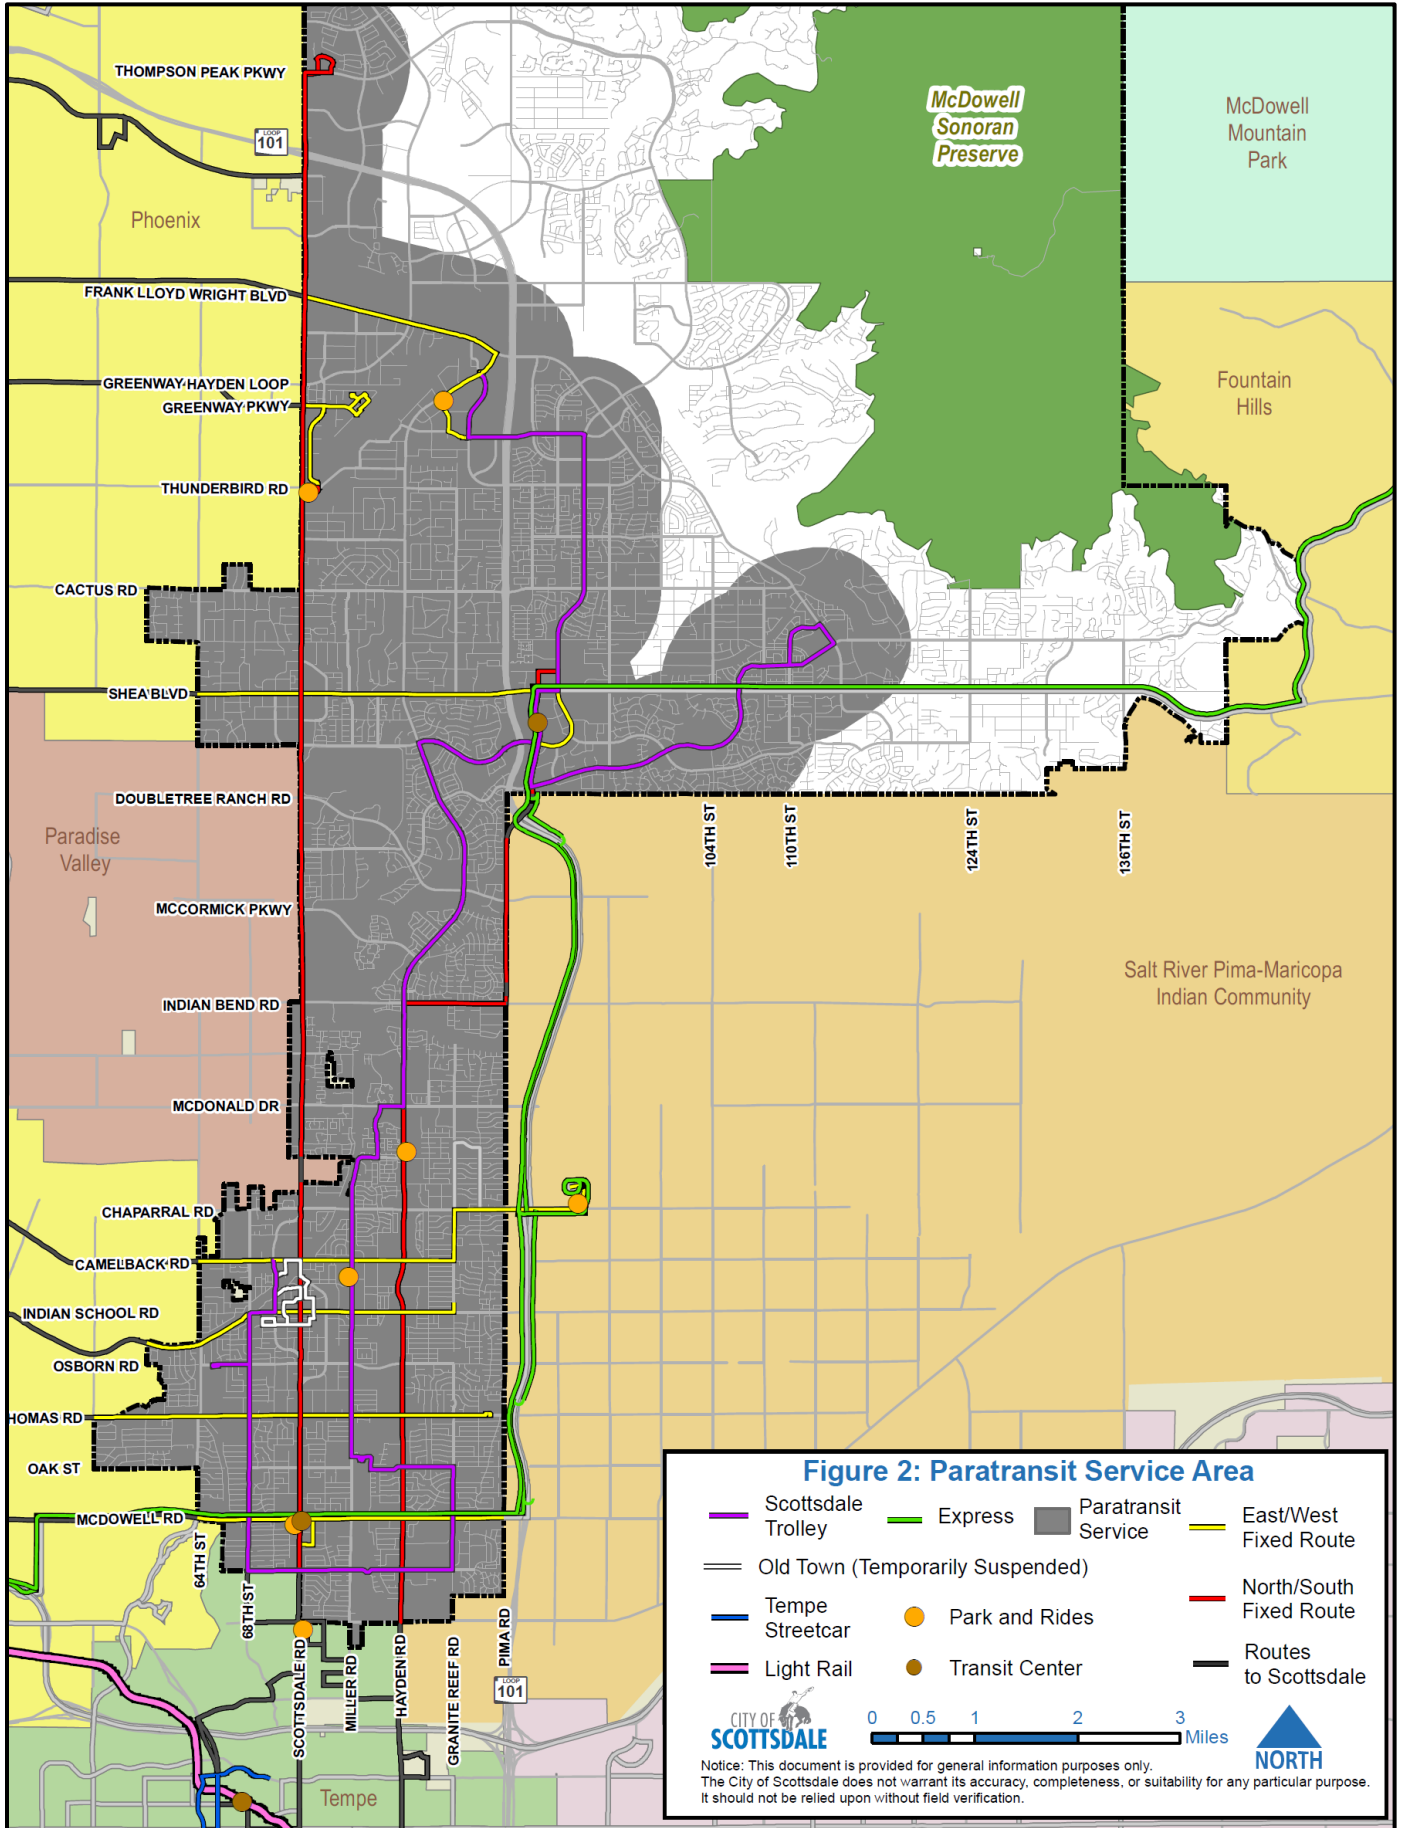 THOMPSON PEAK PKWY
LOOP
101
McDowell
Sonoran
Preserve
McDowell
Mountain
Park
Phoenix
FRANK LLOYD WRIGHT BLVD
GREENWAY-HAYDEN LOOP
GREENWAY PKWY
Fountain
Hills
THUNDERBIRD RD
CACTUS RD
SHEA BLVD
DOUBLETREE RANCH RD
Paradise
Valley
104TH ST
110TH ST
124TH ST
136TH ST
MCCORMICK PKWY
Salt River Pima-Maricopa
Indian Community
INDIAN BEND RD
MCDONALD DR
CHAPARRAL RD
CAMELBACK RD
INDIAN SCHOOL RD
OSBORN RD
HOMAS RD
OAK ST
MCDOWELL RD
64TH ST
68TH ST
SCOTTSDALE RD
MILLER RD
HAYDEN RD
GRANITE REEF RD
PIMA RD
LOOP
101
Tempe
Figure 2: Paratransit Service Area
Scottsdale
Trolley
Express
Paratransit
Service
East/West
Fixed Route
Old Town (Temporarily Suspended)
Tempe
Streetcar
Park and Rides
North/South
Fixed Route
Light Rail
Transit Center
Routes
to Scottsdale
CITY OF
SCOTTSDALE
0 0.5 1 2 3
Miles
NORTH
Notice: This document is provided for general information purposes only.
The City of Scottsdale does not warrant its accuracy, completeness, or suitability for any particular purpose.
It should not be relied upon without field verification.